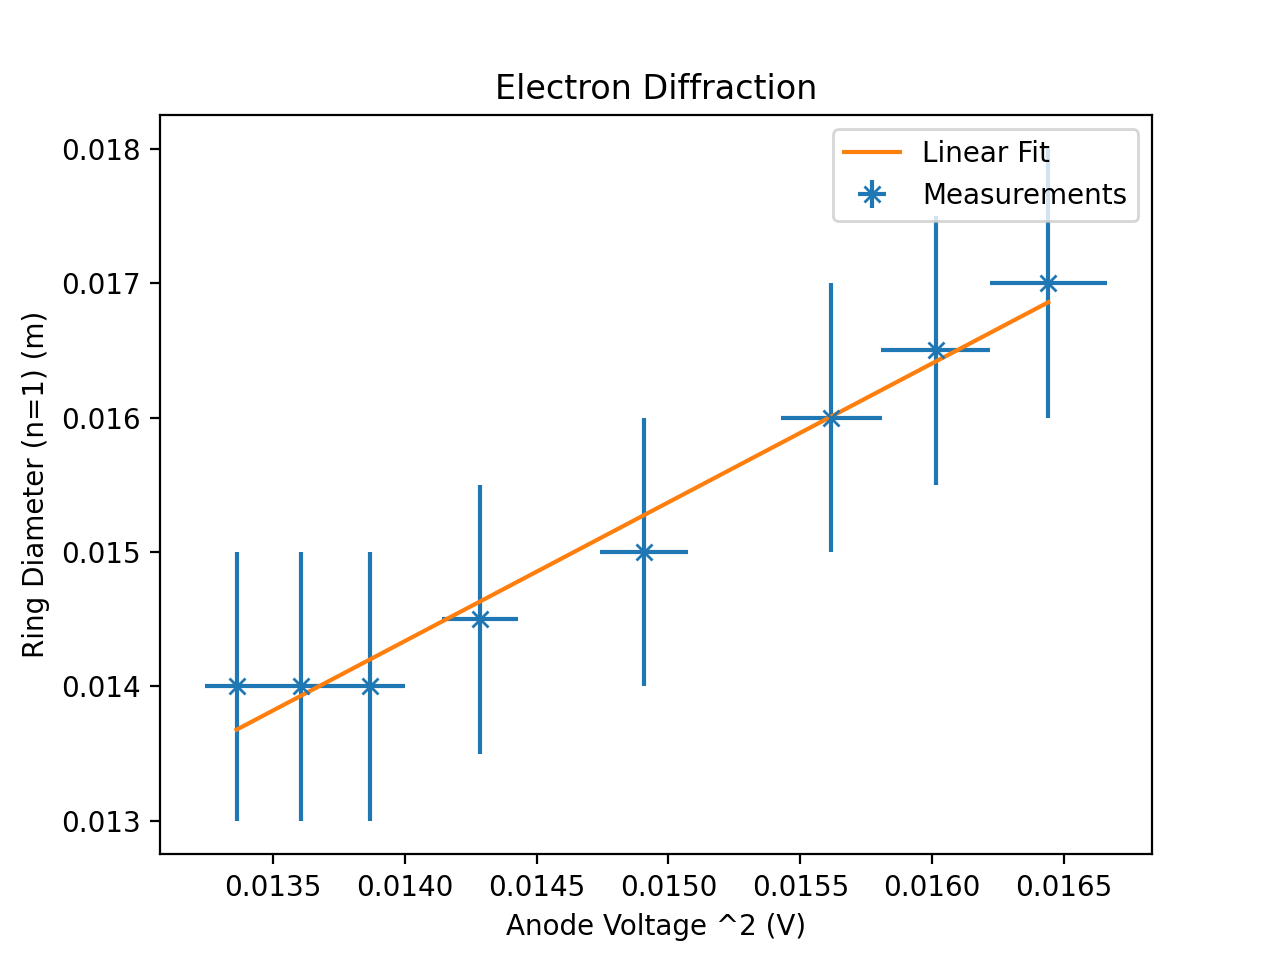 Electron Diffraction
Linear Fit
Measurements
0.018
0.017
0.016
0.015
0.014
0.013
Ring Diameter (n=1) (m)
0.0135 0.0140 0.0145 0.0150 0.0155 0.0160 0.0165
Anode Voltage ^2 (V)